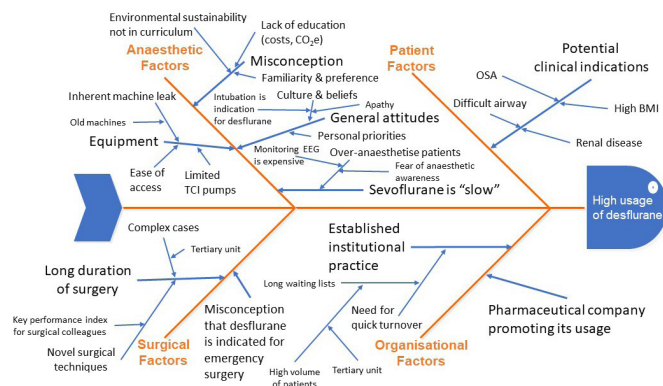 Environmental sustainability
not in curriculum
Lack of education
(costs, CO2e)
Anaesthetic
Factors
Misconception
Familiarity & preference
Patient
Factors
Potential
clinical indications
OSA
High BMI
Difficult airway
Renal disease
Inherent machine leak
Old machines
Equipment
Ease of
access
Limited
TCI pumps
Intubation is
indication
for desflurane
Culture & beliefs
Apathy
General attitudes
Personal priorities
Monitoring EEG
is expensive
Over-anaesthetise patients
Fear of anaesthetic
awareness
Sevoflurane is “slow”
High usage
of desflurane
Complex cases
Tertiary unit
Long duration
of surgery
Key performance index
for surgical colleagues
Novel surgical
techniques
Surgical
Factors
Misconception
that desflurane
is indicated for
emergency
surgery
Established
institutional
practice
Long waiting lists
Need for
quick turnover
High volume
of patients
Tertiary unit
Organisational
Factors
Pharmaceutical company
promoting its usage